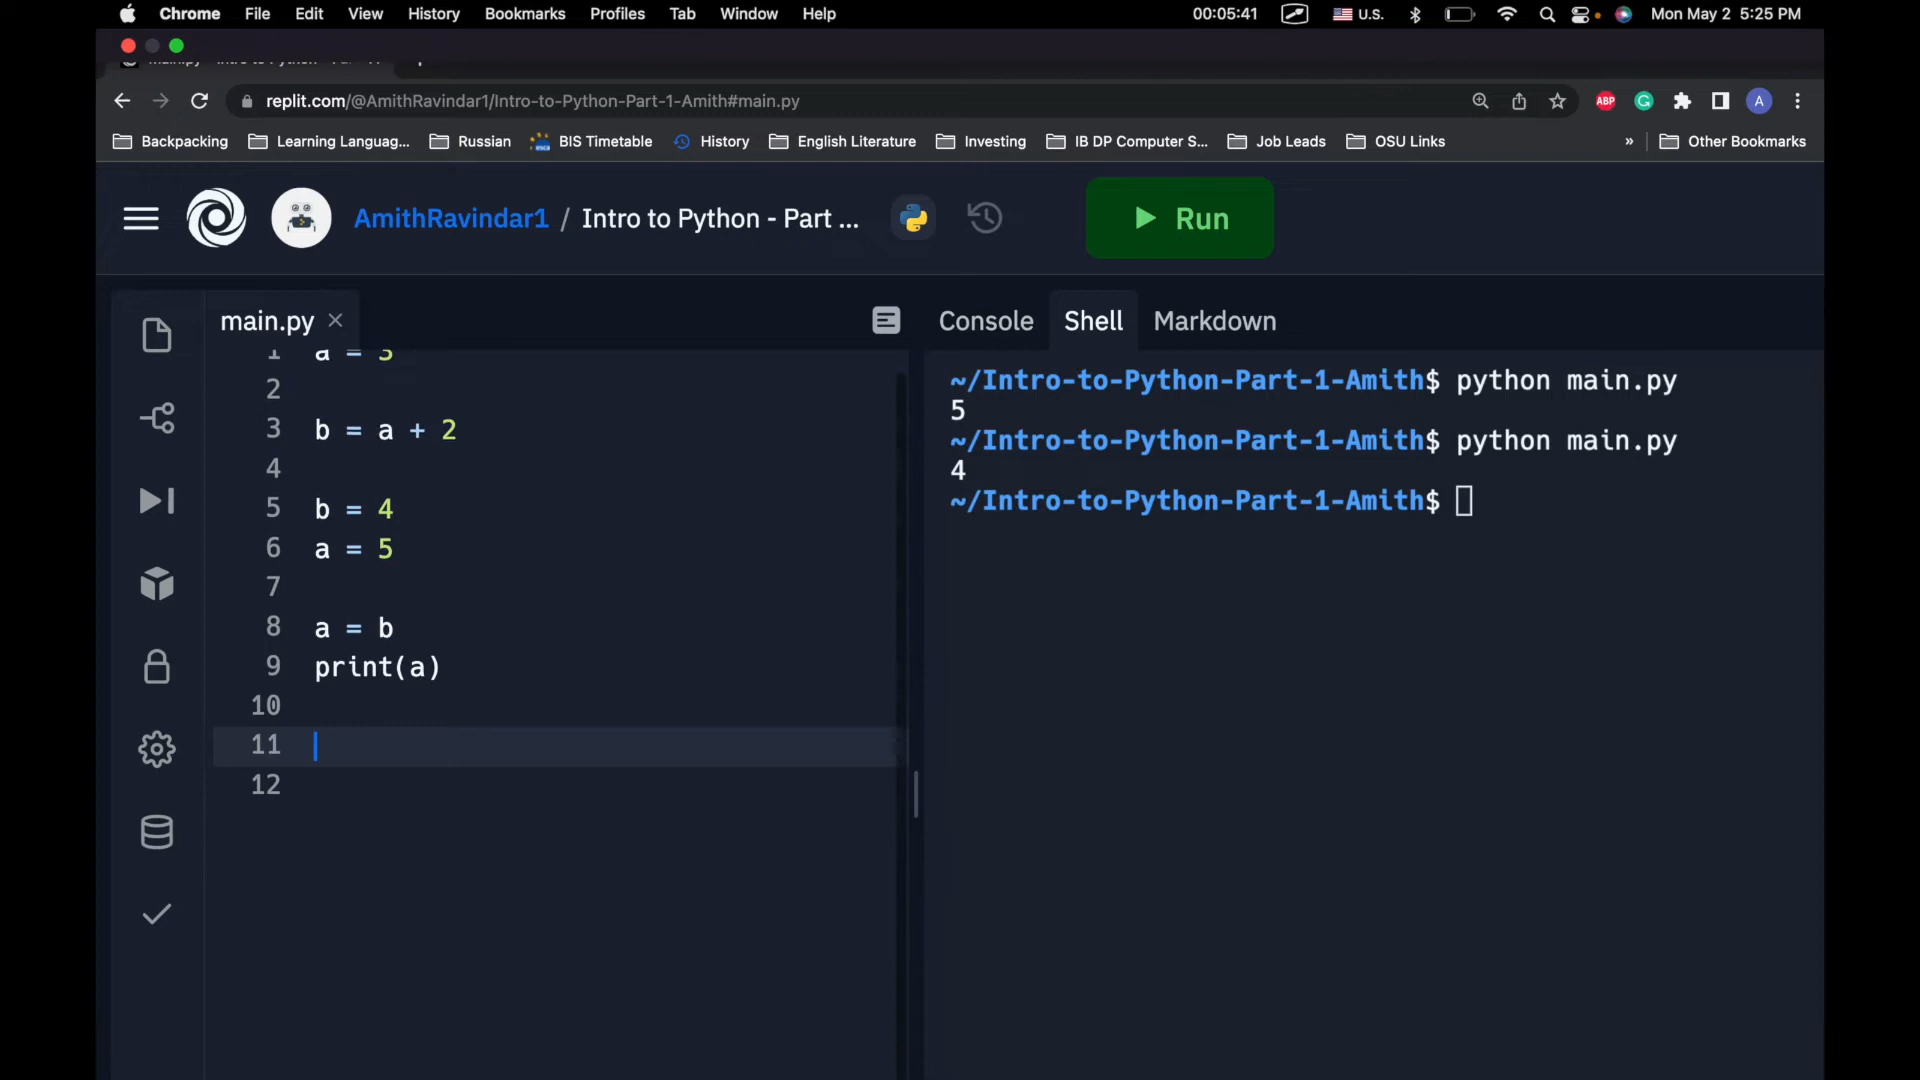 Chrome File Edit View History Bookmarks Profiles Tab Window Help 00:05:41 U.S. Mon May 2 5:25 PM
replit.com/@AmithRavindar1/Intro-to-Python-Part-1-Amith#main.py ABP A
Backpacking Learning Languag... Russian BIS Timetable History English Literature Investing IB DP Computer S... Job Leads OSU Links » Other Bookmarks
AmithRavindar1 / Intro to Python - Part ... Run
main.py Console Shell Markdown
1 a = 3
2
3 b = a + 2
4
5 b = 4
6 a = 5
7
8 a = b
9 print(a)
10
11
12
~/Intro-to-Python-Part-1-Amith$ python main.py
5
~/Intro-to-Python-Part-1-Amith$ python main.py
4
~/Intro-to-Python-Part-1-Amith$